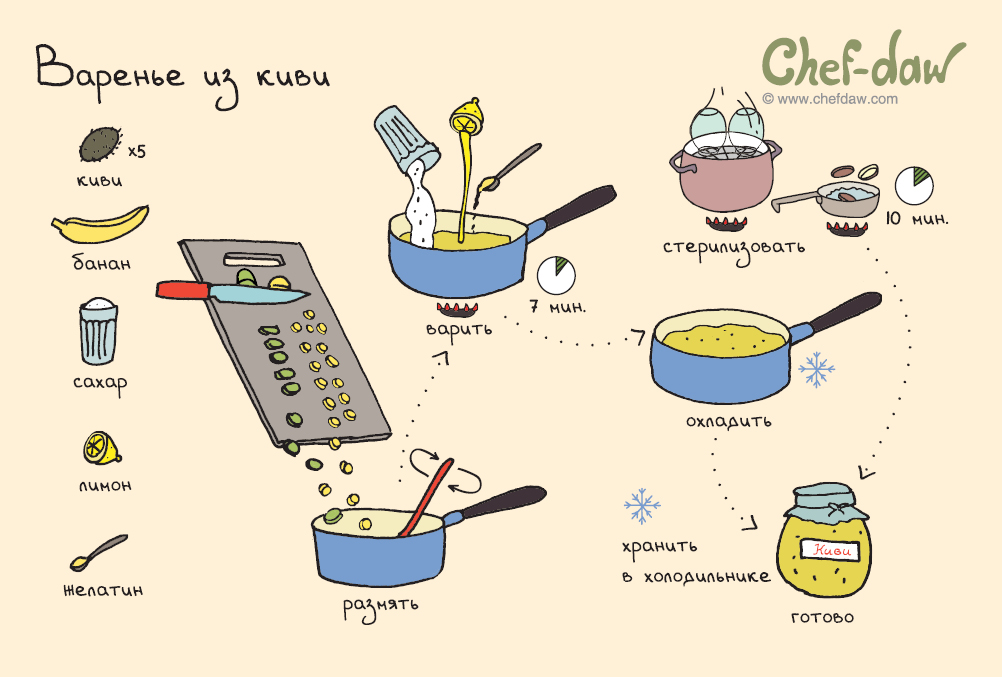 Варенье из киви
Chef-daw
© www.chefdaw.com
x5
киви
банан
сахар
лимон
желатин
размять
варить
7 мин.
стерилизовать
10 мин.
охладить
хранить
в холодильнике
Киви
готово